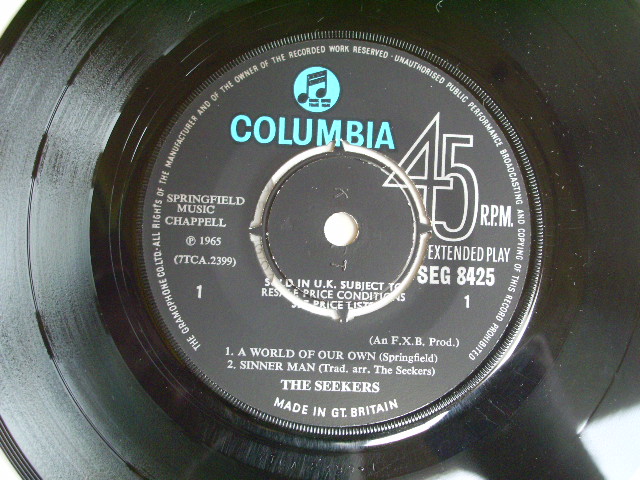 THE GRAMOPHONE CO. LTD.-ALL RIGHTS OF THE MANUFACTURER AND OF THE OWNER OF THE RECORDED WORK RESERVED-UNAUTHORISED PUBLIC PERFORMANCE BROADCASTING AND COPYING OF THIS RECORD PROHIBITED
COLUMBIA
45
R.P.M.
EXTENDED PLAY
SEG 8425
1
SPRINGFIELD
MUSIC
CHAPPELL
℗ 1965
(7TCA.2399)
1
K
T
SOLD IN U.K. SUBJECT TO
RESALE PRICE CONDITIONS
SEE PRICE LISTS
(An F.X.B. Prod.)
1. A WORLD OF OUR OWN (Springfield)
2. SINNER MAN (Trad. arr. The Seekers)
THE SEEKERS
MADE IN GT. BRITAIN